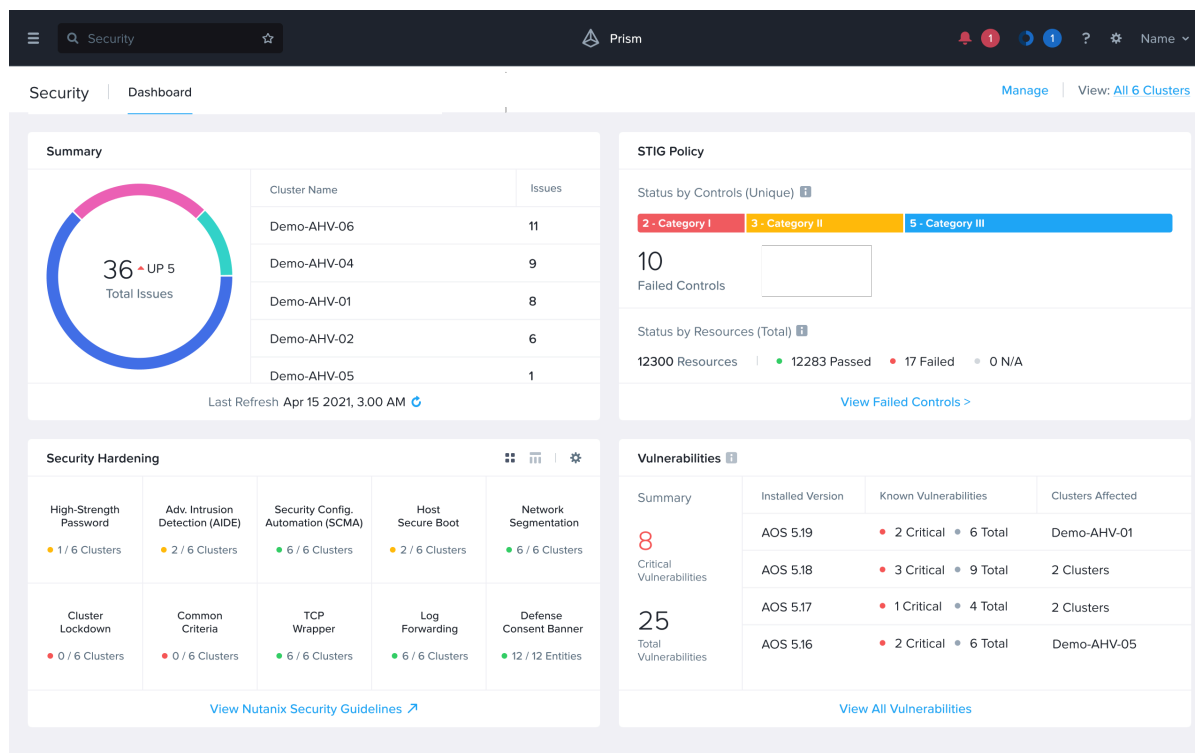 Security
Prism
1
1
?
Name
Security
Dashboard
Manage
View: All 6 Clusters
Summary
36 UP 5
Total Issues
Cluster Name Issues
Demo-AHV-06 11
Demo-AHV-04 9
Demo-AHV-01 8
Demo-AHV-02 6
Demo-AHV-05 1
Last Refresh Apr 15 2021, 3.00 AM
STIG Policy
Status by Controls (Unique)
2 - Category I
3 - Category II
5 - Category III
10
Failed Controls
Status by Resources (Total)
12300 Resources 12283 Passed 17 Failed 0 N/A
View Failed Controls >
Security Hardening
High-Strength
Password
1 / 6 Clusters
Adv. Intrusion
Detection (AIDE)
2 / 6 Clusters
Security Config.
Automation (SCMA)
6 / 6 Clusters
Host
Secure Boot
2 / 6 Clusters
Network
Segmentation
6 / 6 Clusters
Cluster
Lockdown
0 / 6 Clusters
Common
Criteria
0 / 6 Clusters
TCP
Wrapper
6 / 6 Clusters
Log
Forwarding
6 / 6 Clusters
Defense
Consent Banner
12 / 12 Entities
View Nutanix Security Guidelines
Vulnerabilities
Summary
8
Critical
Vulnerabilities
25
Total
Vulnerabilities
Installed Version Known Vulnerabilities Clusters Affected
AOS 5.19 2 Critical 6 Total Demo-AHV-01
AOS 5.18 3 Critical 9 Total 2 Clusters
AOS 5.17 1 Critical 4 Total 2 Clusters
AOS 5.16 2 Critical 6 Total Demo-AHV-05
View All Vulnerabilities